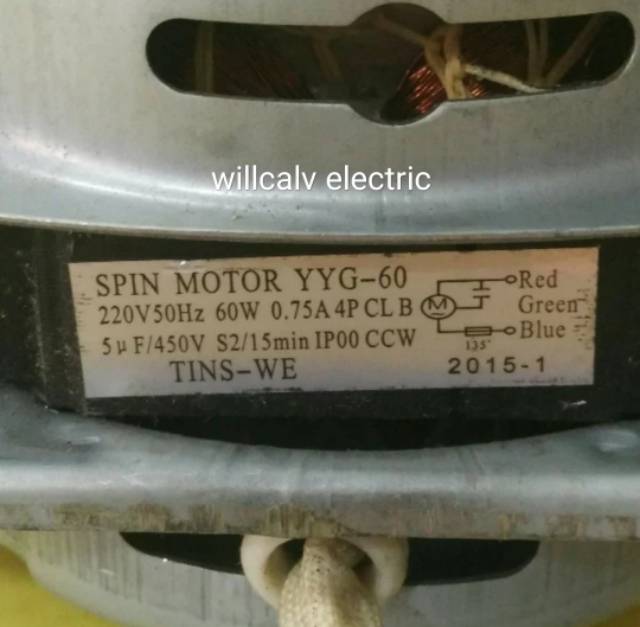 willcalv electric
SPIN MOTOR YYG-60
220V50Hz 60W 0.75A 4P CL B
5μF/450V S2/15min IP00 CCW
TINS-WE
M
Red
Green
Blue
135°
2015-1